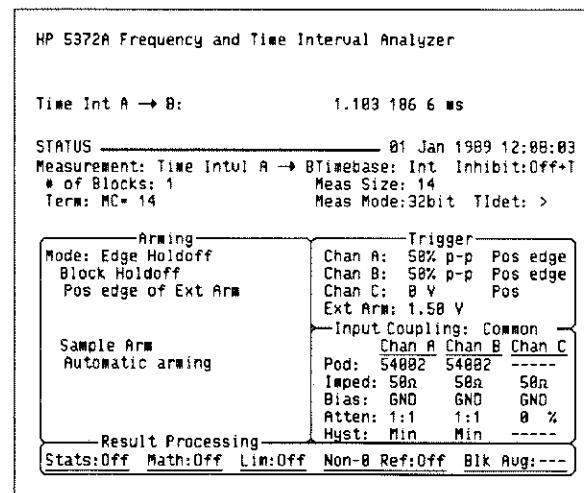 HP 5372A Frequency and Time Interval Analyzer
Time Int A → B: 1.103 186 6 ms
STATUS 01 Jan 1989 12:08:03
Measurement: Time Intvl A → BTimebase: Int Inhibit:Off+T
# of Blocks: 1 Meas Size: 14
Term: MC= 14 Meas Mode:32bit TIdet: >
Arming
Mode: Edge Holdoff
Block Holdoff
Pos edge of Ext Arm
Sample Arm
Automatic arming
Trigger
Chan A: 50% p-p Pos edge
Chan B: 50% p-p Pos edge
Chan C: 0 V Pos
Ext Arm: 1.50 V
Input Coupling: Common
Chan A Chan B Chan C
Pod: 54002 54002 -----
Imped: 50Ω 50Ω 50Ω
Bias: GND GND GND
Atten: 1:1 1:1 0 %
Hyst: Min Min -----
Result Processing
Stats:Off Math:Off Lim:Off Non-0 Ref:Off Blk Avg:---